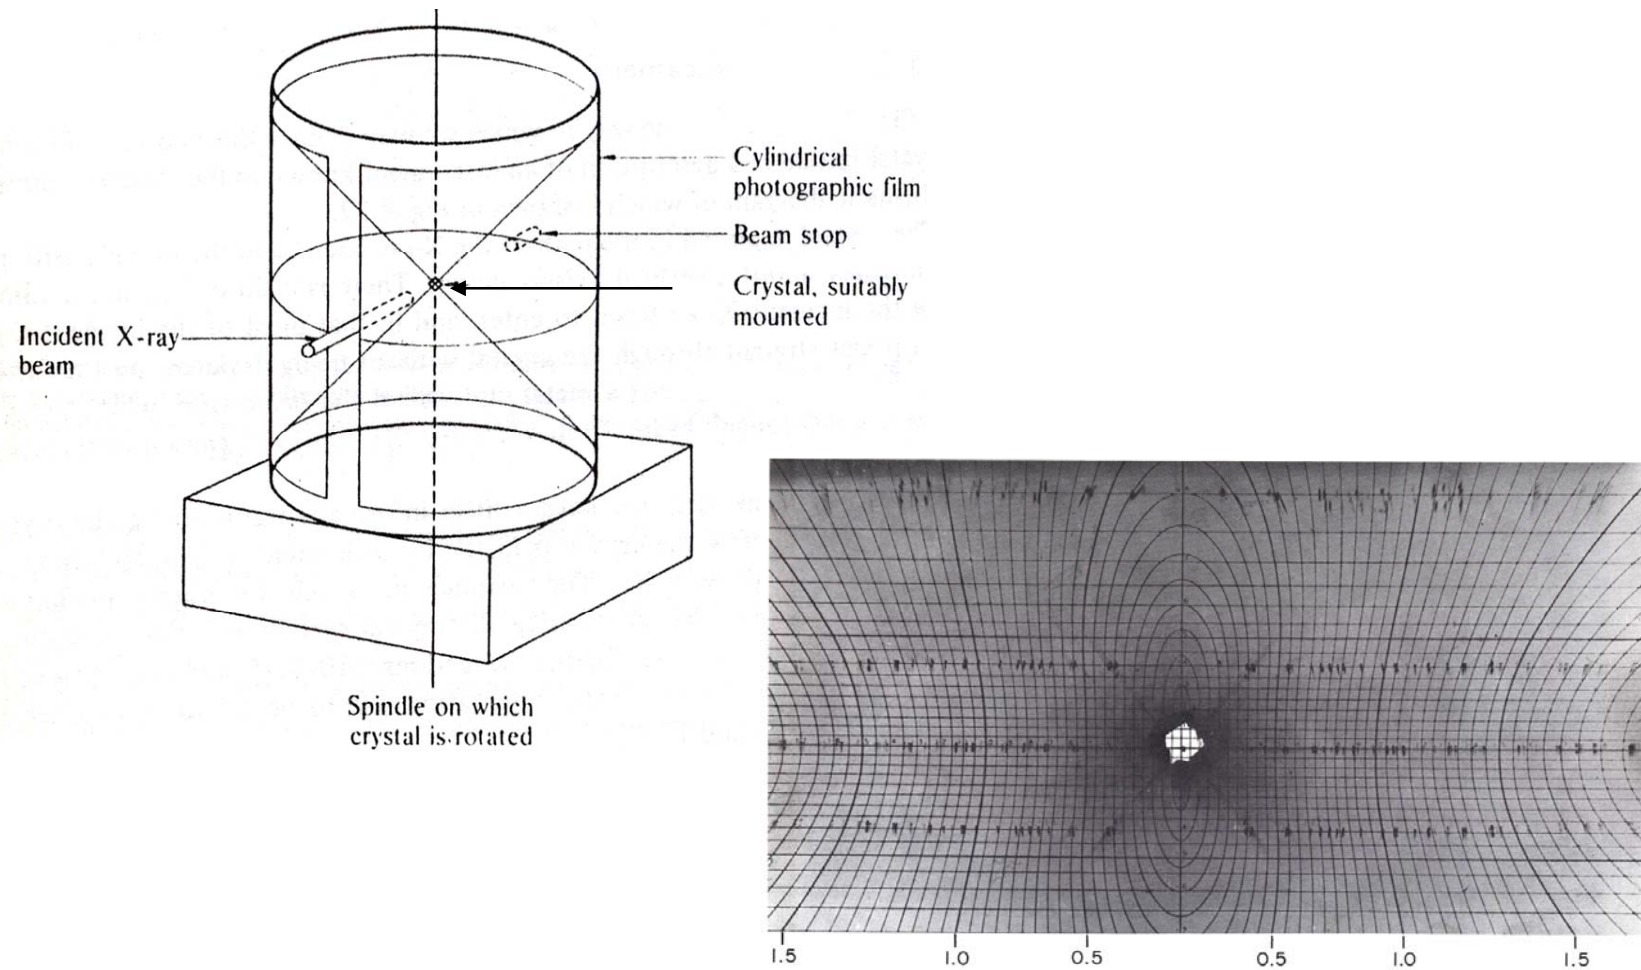 Cylindrical
photographic film
Beam stop
Crystal, suitably
mounted
Incident X-ray
beam
Spindle on which
crystal is rotated
1.5 1.0 0.5 0.5 1.0 1.5